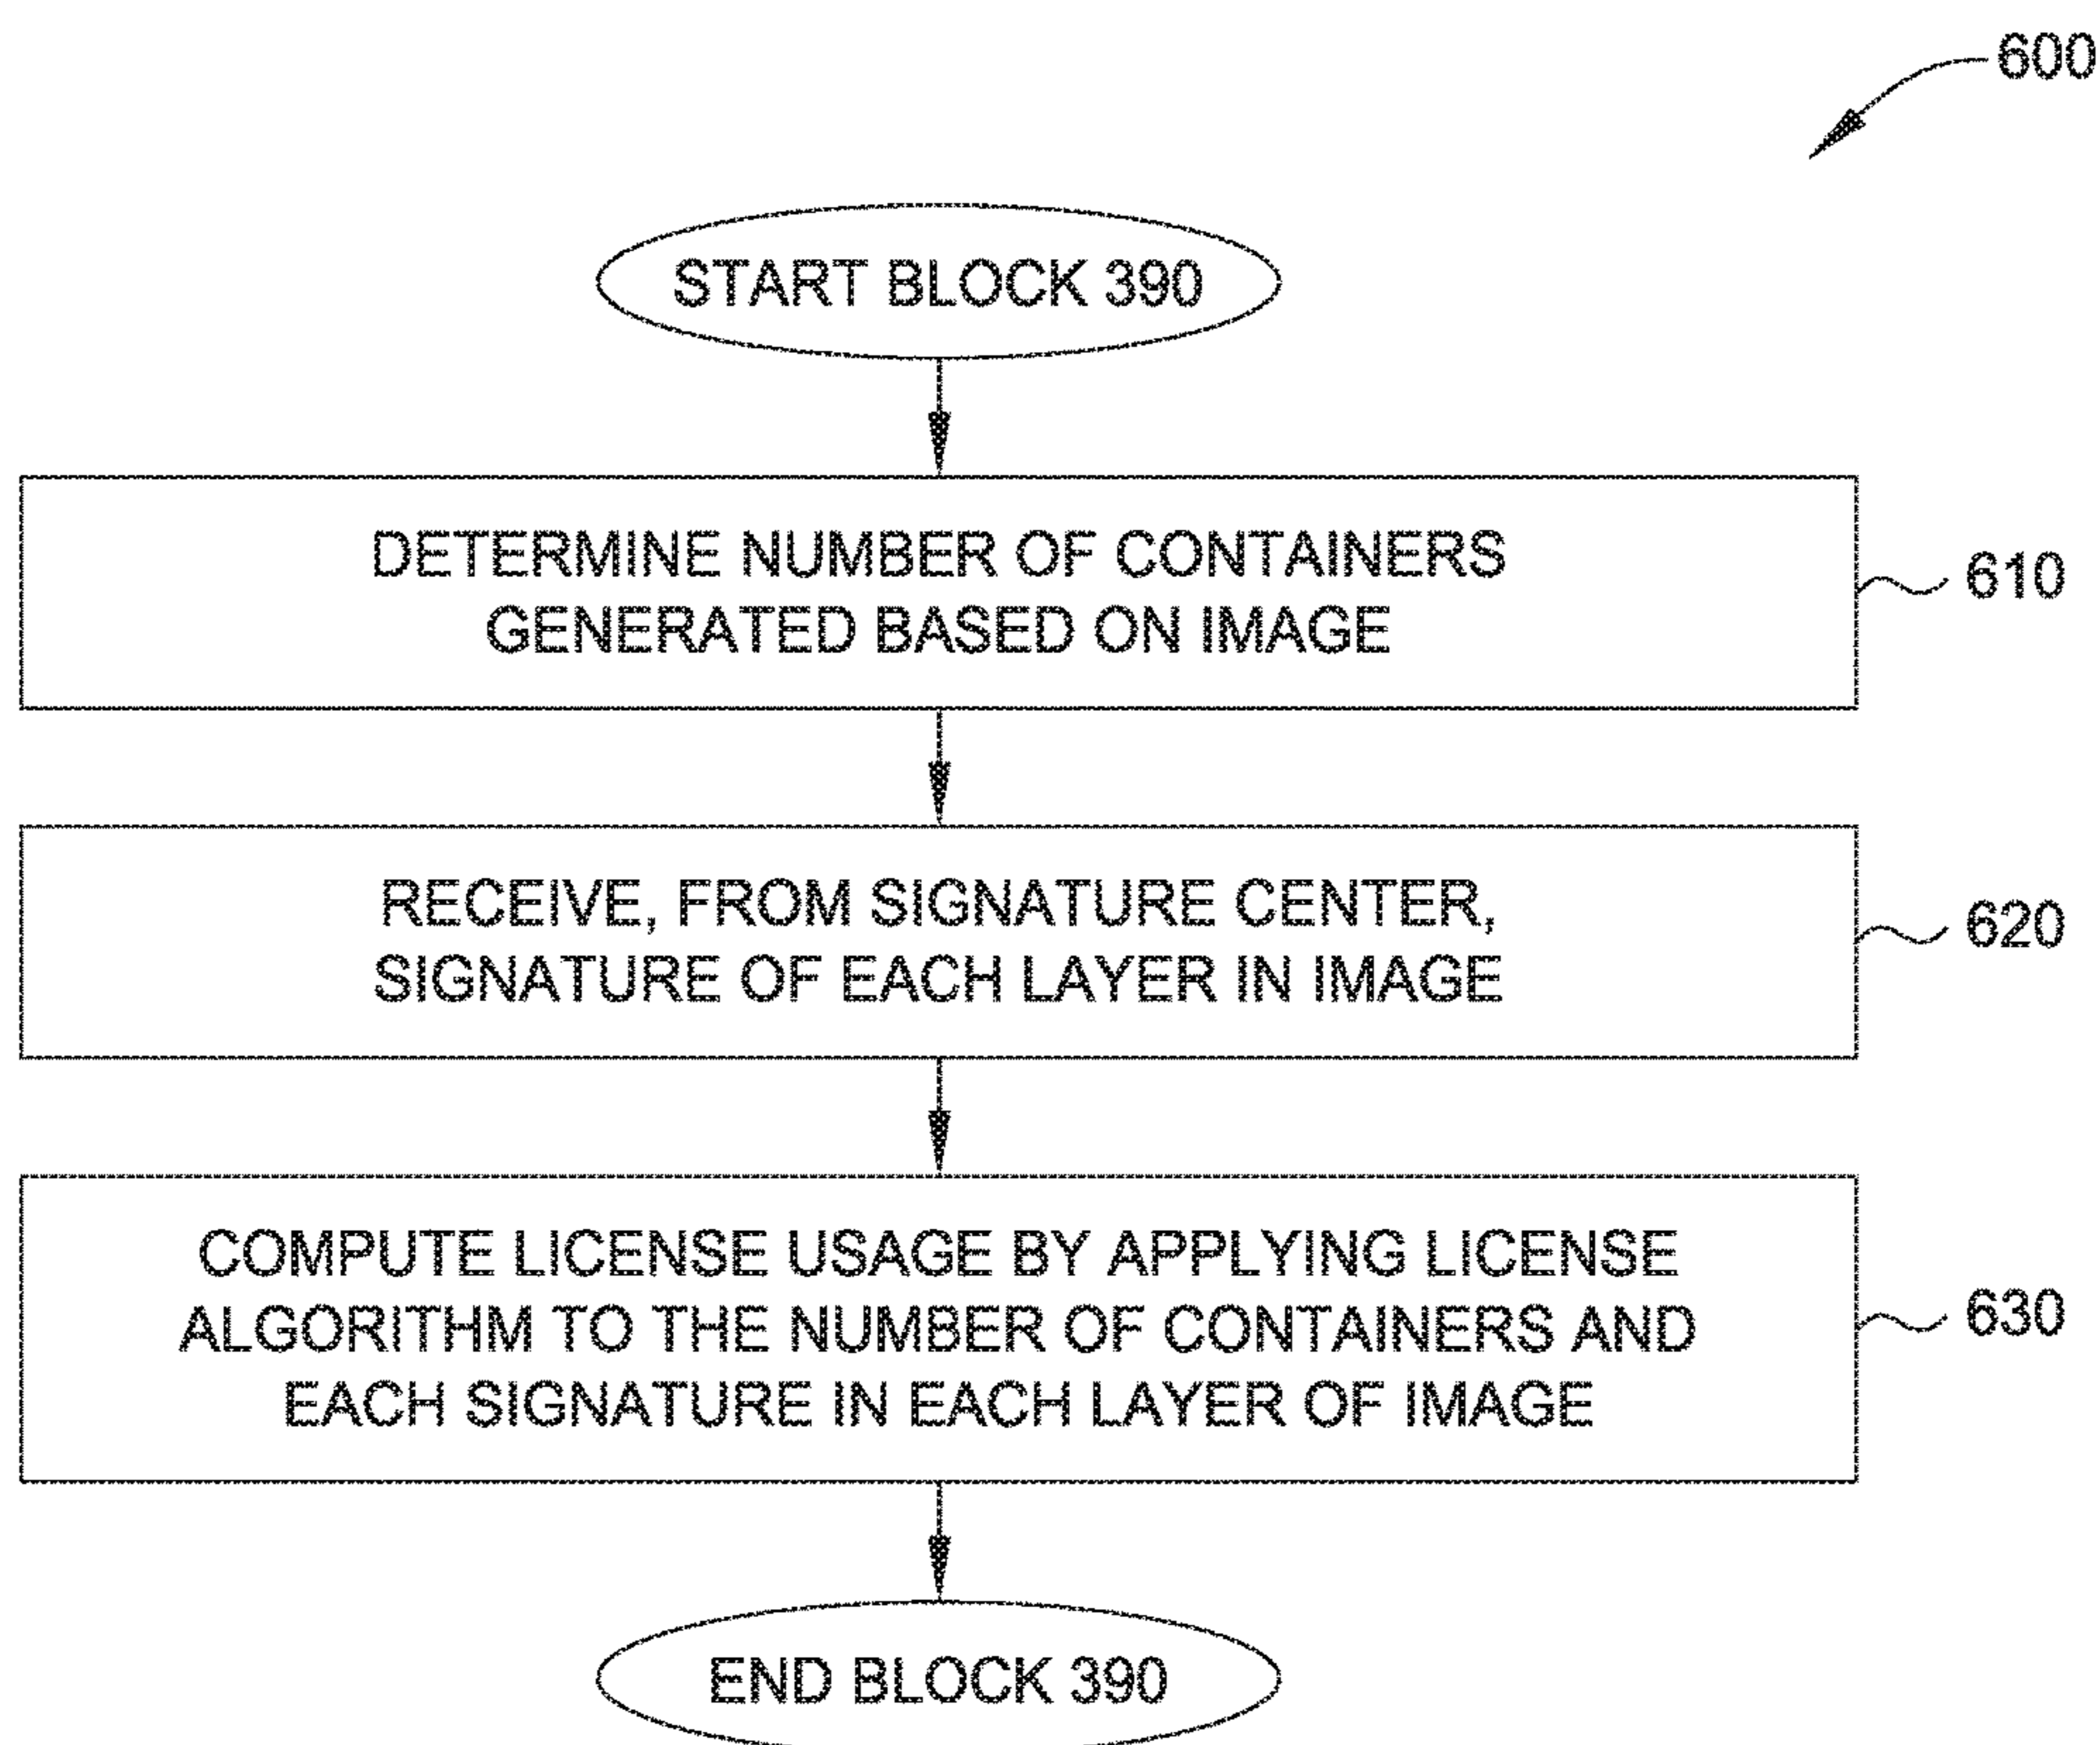 600
START BLOCK 390
DETERMINE NUMBER OF CONTAINERS
GENERATED BASED ON IMAGE
610
RECEIVE, FROM SIGNATURE CENTER,
SIGNATURE OF EACH LAYER IN IMAGE
620
COMPUTE LICENSE USAGE BY APPLYING LICENSE
ALGORITHM TO THE NUMBER OF CONTAINERS AND
EACH SIGNATURE IN EACH LAYER OF IMAGE
630
END BLOCK 390